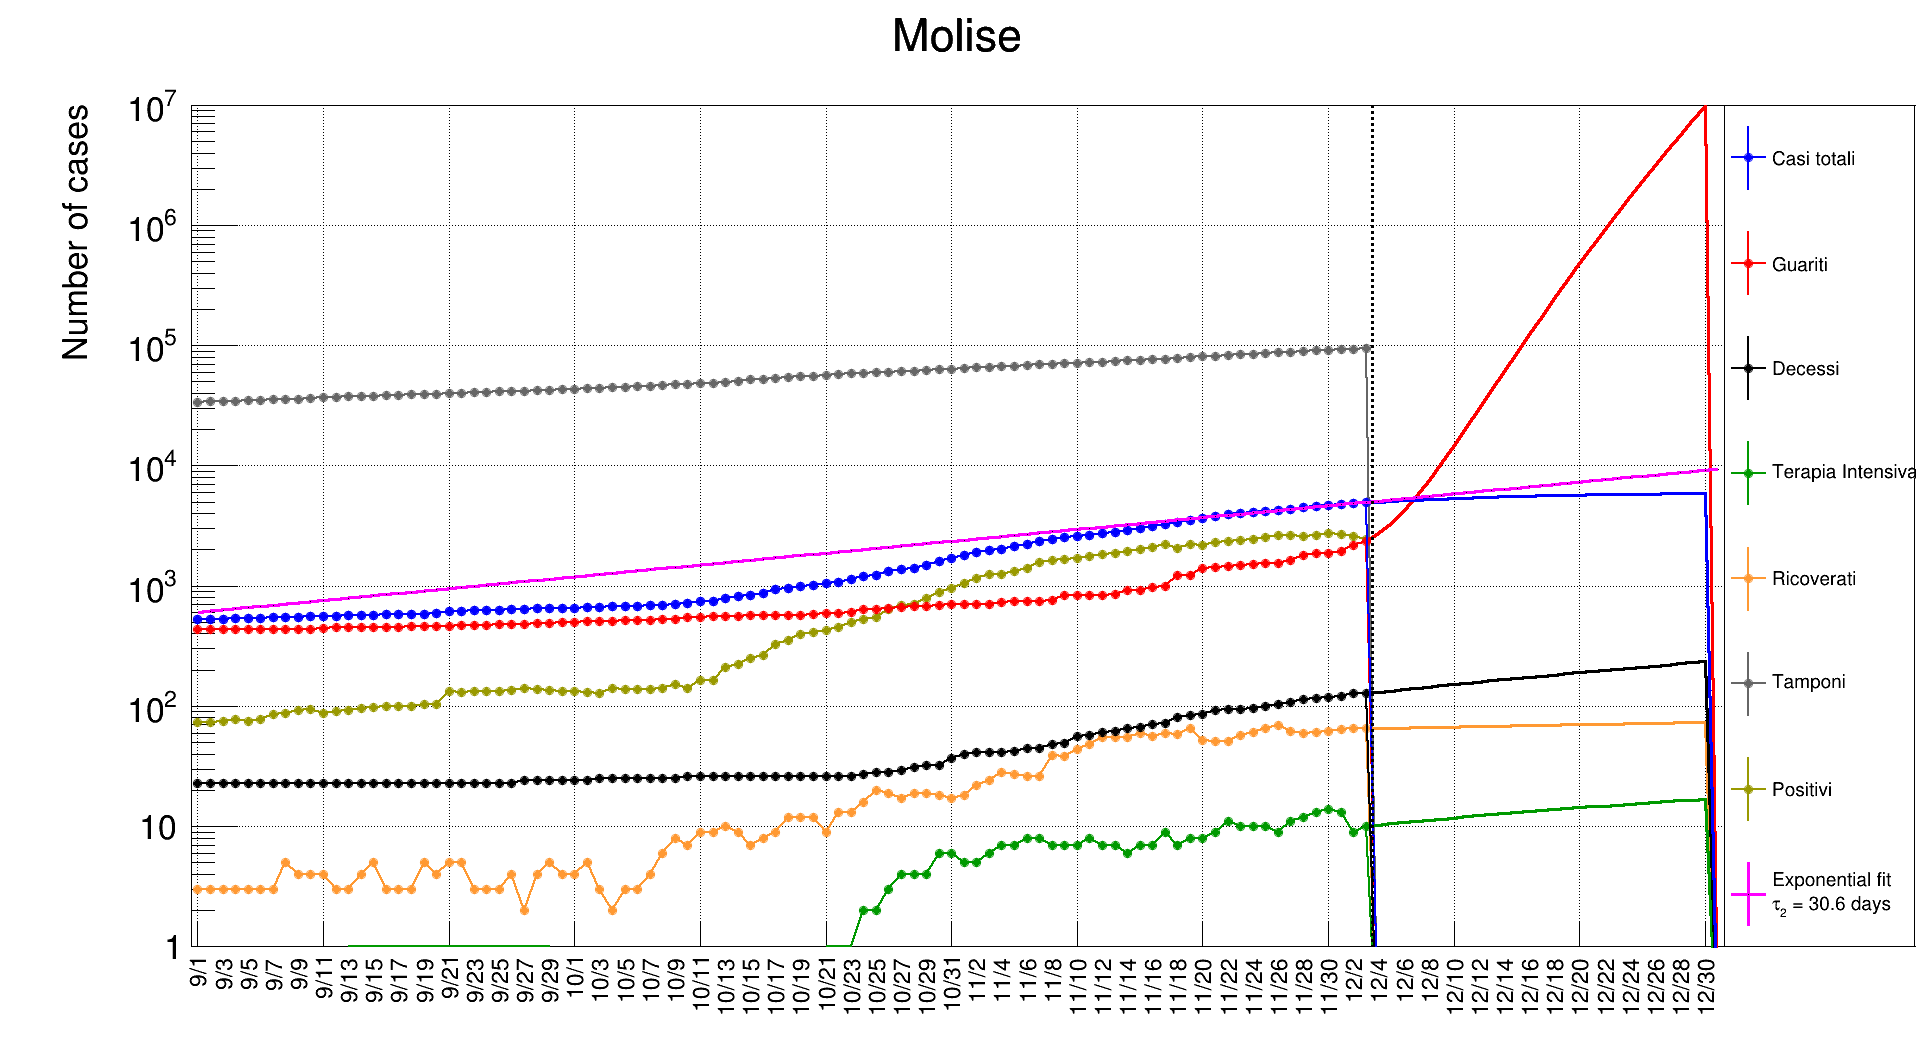 Molise
Number of cases
10^7
10^6
10^5
10^4
10^3
10^2
10
1
9/1 9/3 9/5 9/7 9/9 9/11 9/13 9/15 9/17 9/19 9/21 9/23 9/25 9/27 9/29 10/1 10/3 10/5 10/7 10/9 10/11 10/13 10/15 10/17 10/19 10/21 10/23 10/25 10/27 10/29 10/31 11/2 11/4 11/6 11/8 11/10 11/12 11/14 11/16 11/18 11/20 11/22 11/24 11/26 11/28 11/30 12/2 12/4 12/6 12/8 12/10 12/12 12/14 12/16 12/18 12/20 12/22 12/24 12/26 12/28 12/30
Casi totali
Guariti
Decessi
Terapia Intensiva
Ricoverati
Tamponi
Positivi
Exponential fit
τ₂ = 30.6 days